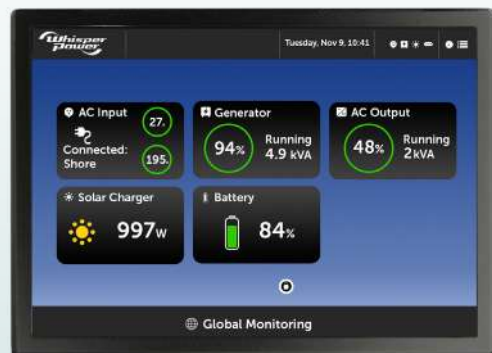 Whisper
Power
Tuesday, Nov 9, 10:41
AC Input
27.
Connected:
Shore
195.
Generator
94%
Running
4.9 kVA
AC Output
48%
Running
2kVA
Solar Charger
997w
Battery
84%
Global Monitoring